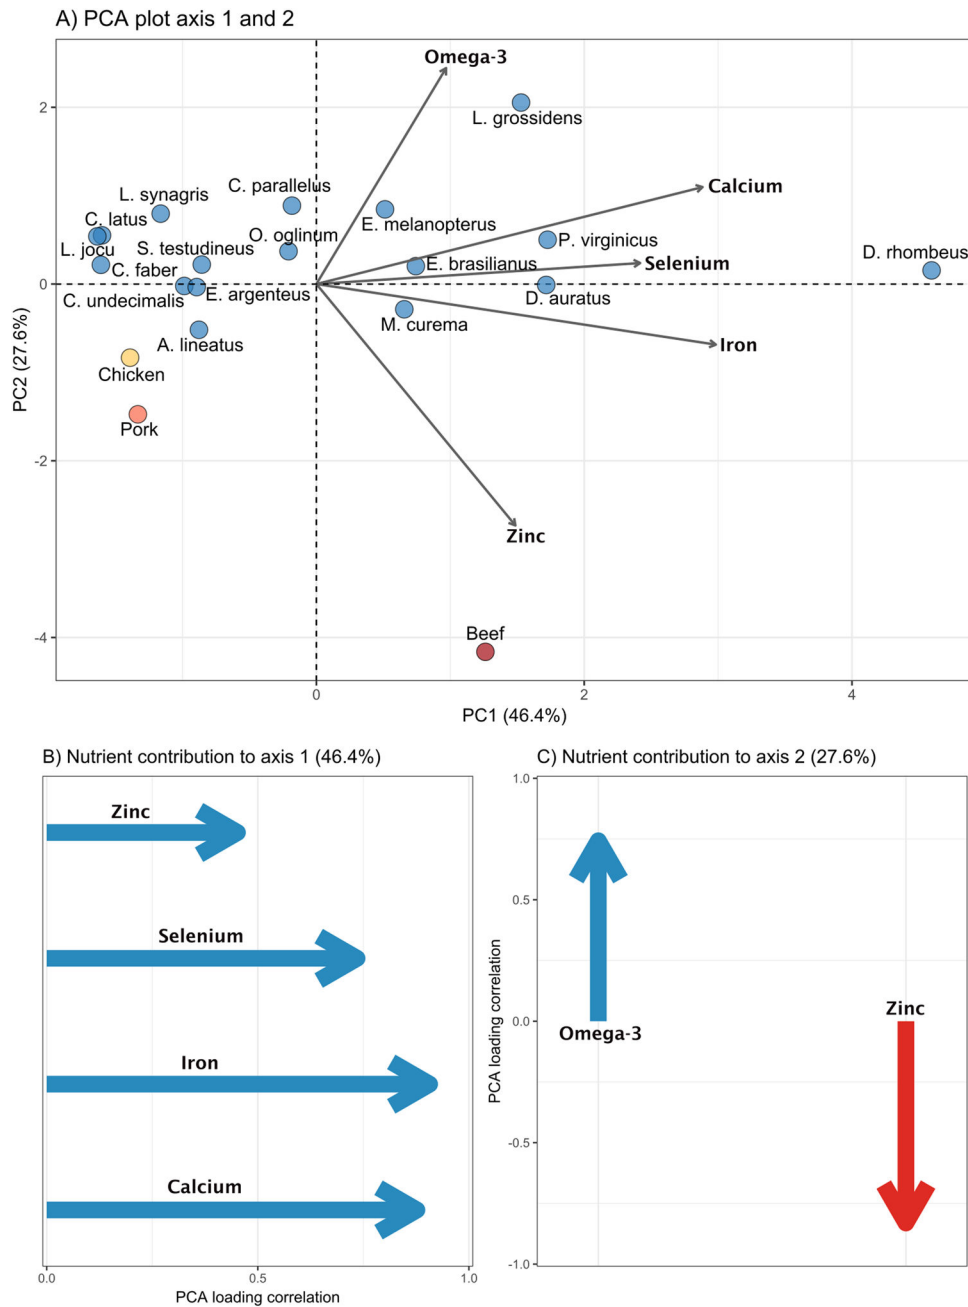 A) PCA plot axis 1 and 2
Omega-3
L. grossidens
C. parallelus
L. synagris
Calcium
C. latus
E. melanopterus
O. oglinum
S. testudineus
P. virginicus
L. jocu
D. rhombeus
C. faber
E. brasilianus
Selenium
C. undecimalis
E. argenteus
D. auratus
M. curema
A. lineatus
Iron
Chicken
Pork
Zinc
Beef
2
0
-2
-4
PC2 (27.6%)
0 2 4
PC1 (46.4%)
B) Nutrient contribution to axis 1 (46.4%)
Zinc
Selenium
Iron
Calcium
0.0 0.5 1.0
PCA loading correlation
C) Nutrient contribution to axis 2 (27.6%)
1.0
0.5
0.0
-0.5
-1.0
PCA loading correlation
Omega-3
Zinc